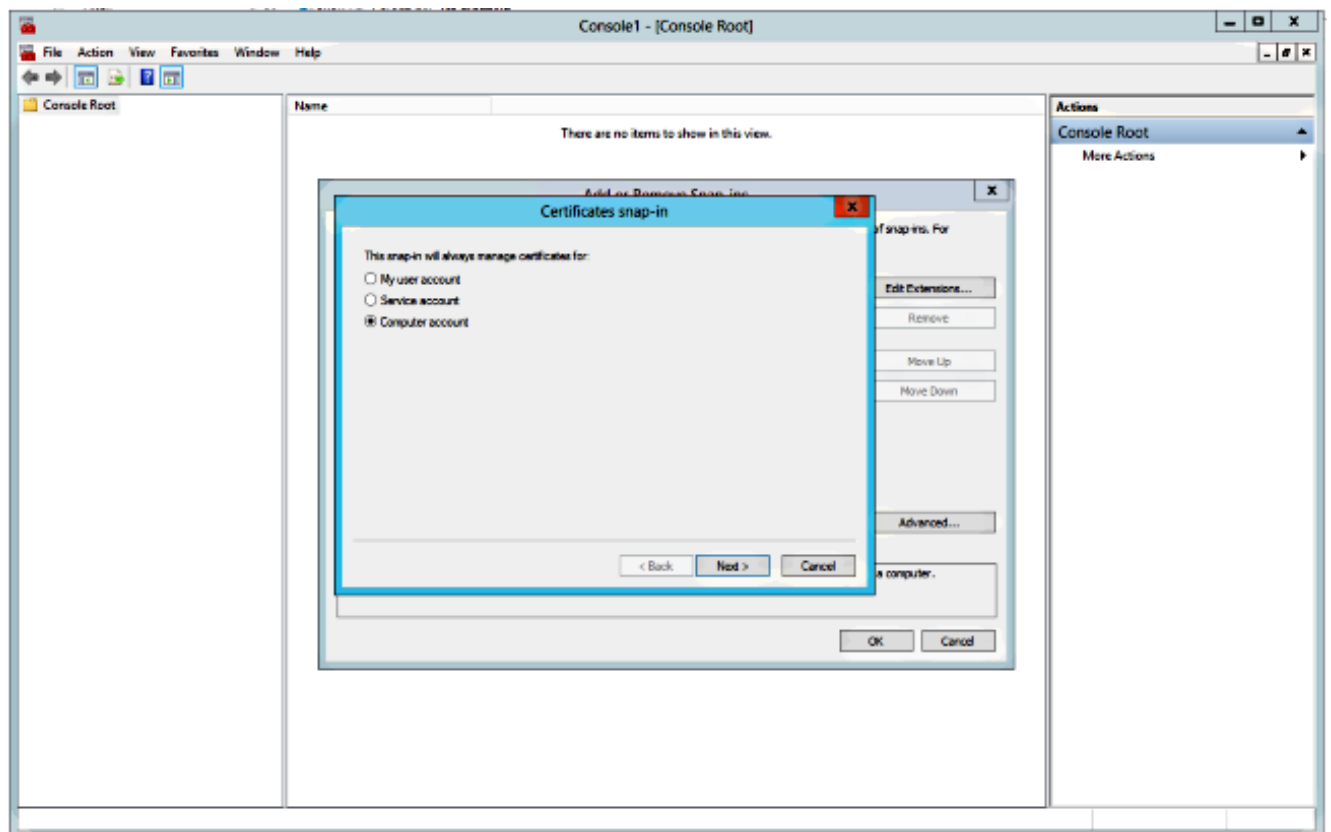 Console1 - [Console Root]
File Action View Favorites Window Help
Console Root
Name
There are no items to show in this view.
Actions
Console Root
More Actions
Add or Remove Snap-ins
Certificates snap-in
of snap-ins. For
This snap-in will always manage certificates for:
My user account
Service account
Computer account
Edit Extensions...
Remove
Move Up
Move Down
Advanced...
< Back Next > Cancel
a computer.
OK Cancel